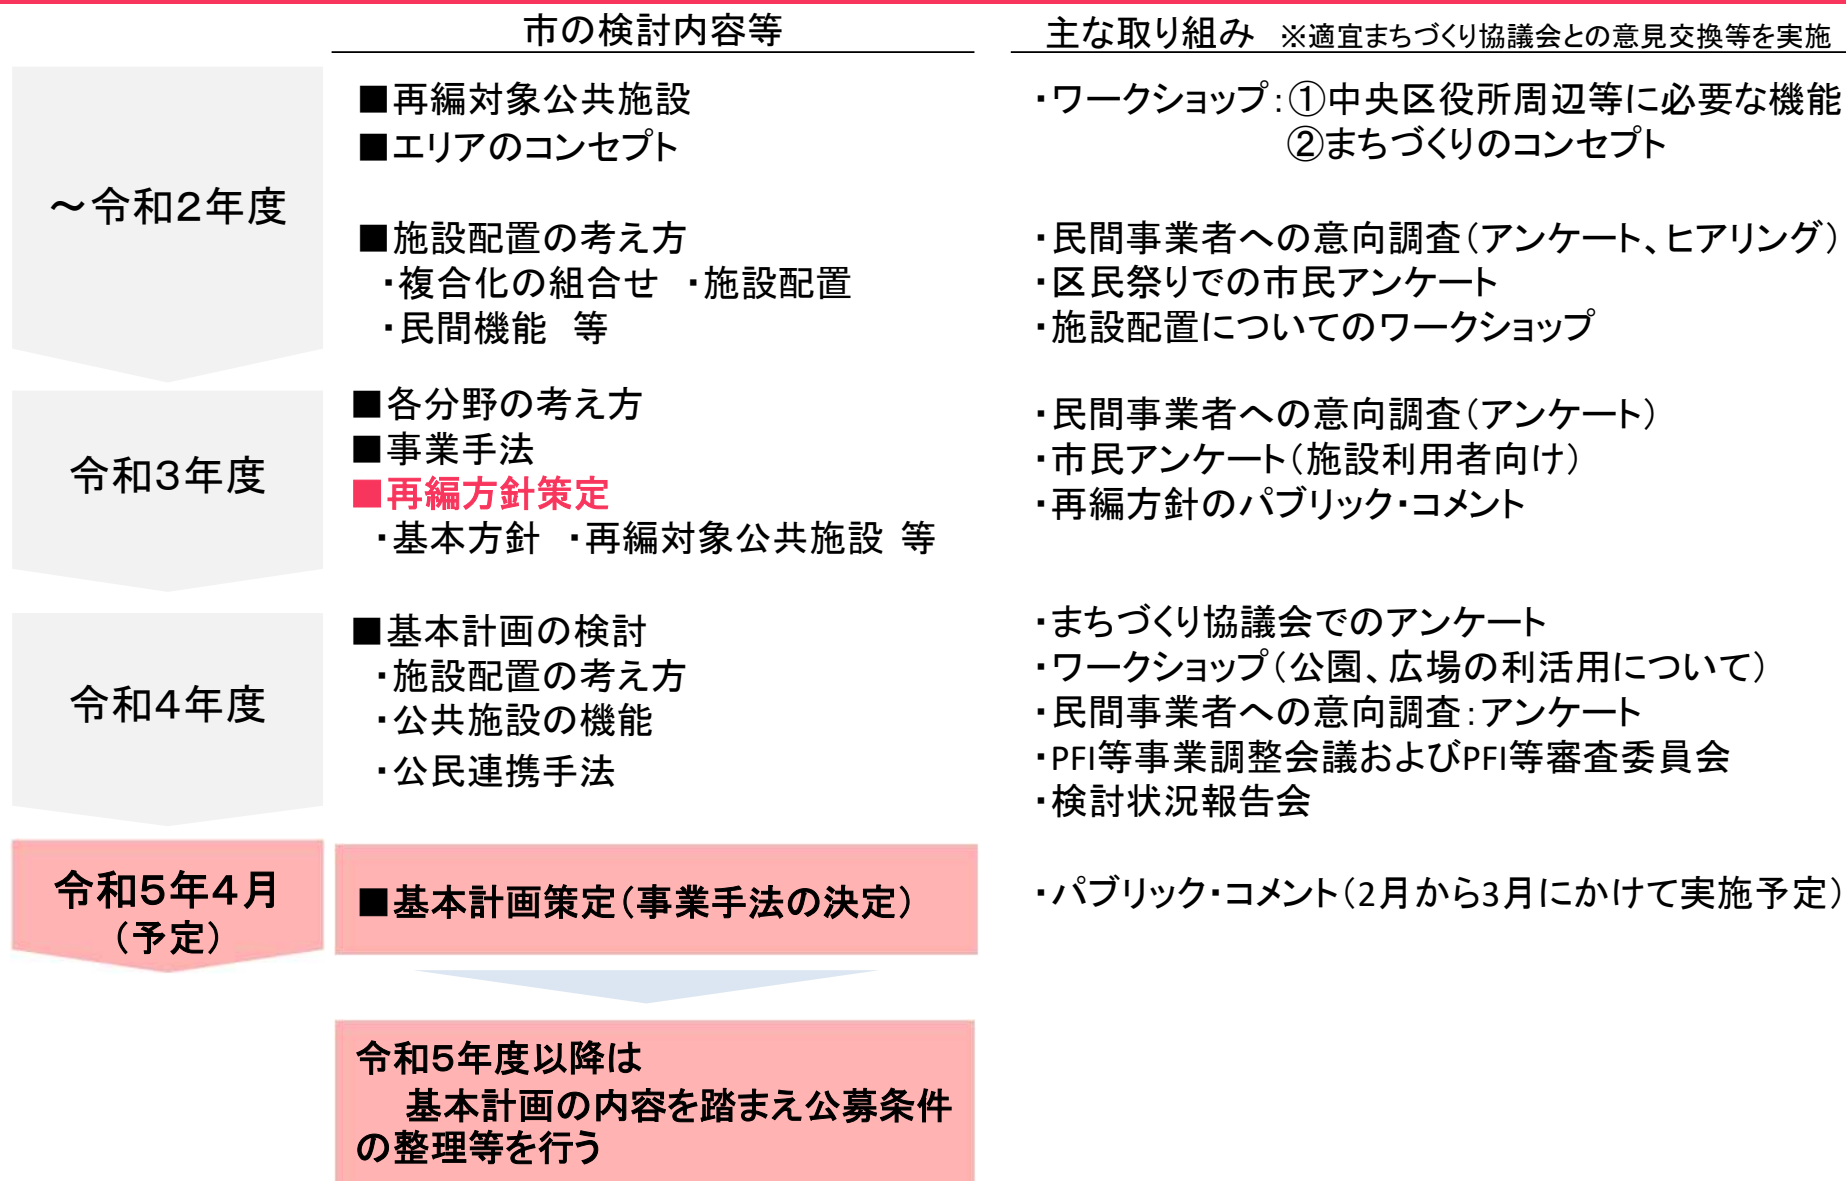 市の検討内容等
主な取り組み ※適宜まちづくり協議会との意見交換等を実施
～令和2年度
■再編対象公共施設
■エリアのコンセプト
■施設配置の考え方
・複合化の組合せ ・施設配置
・民間機能 等
・ワークショップ：①中央区役所周辺等に必要な機能
②まちづくりのコンセプト
・民間事業者への意向調査（アンケート、ヒアリング）
・区民祭りでの市民アンケート
・施設配置についてのワークショップ
令和3年度
■各分野の考え方
■事業手法
■再編方針策定
・基本方針 ・再編対象公共施設 等
・民間事業者への意向調査（アンケート）
・市民アンケート（施設利用者向け）
・再編方針のパブリック・コメント
令和4年度
■基本計画の検討
・施設配置の考え方
・公共施設の機能
・公民連携手法
・まちづくり協議会でのアンケート
・ワークショップ（公園、広場の利活用について）
・民間事業者への意向調査：アンケート
・PFI等事業調整会議およびPFI等審査委員会
・検討状況報告会
令和5年4月
（予定）
■基本計画策定（事業手法の決定）
・パブリック・コメント（2月から3月にかけて実施予定）
令和5年度以降は
基本計画の内容を踏まえ公募条件
の整理等を行う